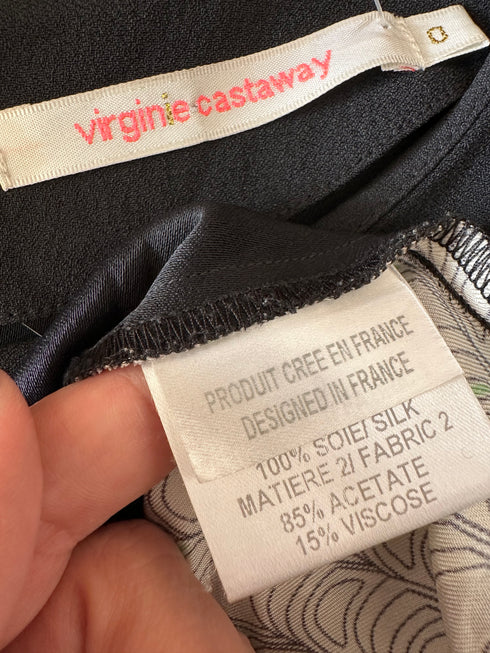 virginie castaway
0
PRODUIT CREE EN FRANCE
DESIGNED IN FRANCE
100% SOIE/ SILK
MATIERE 2/ FABRIC 2
85% ACETATE
15% VISCOSE